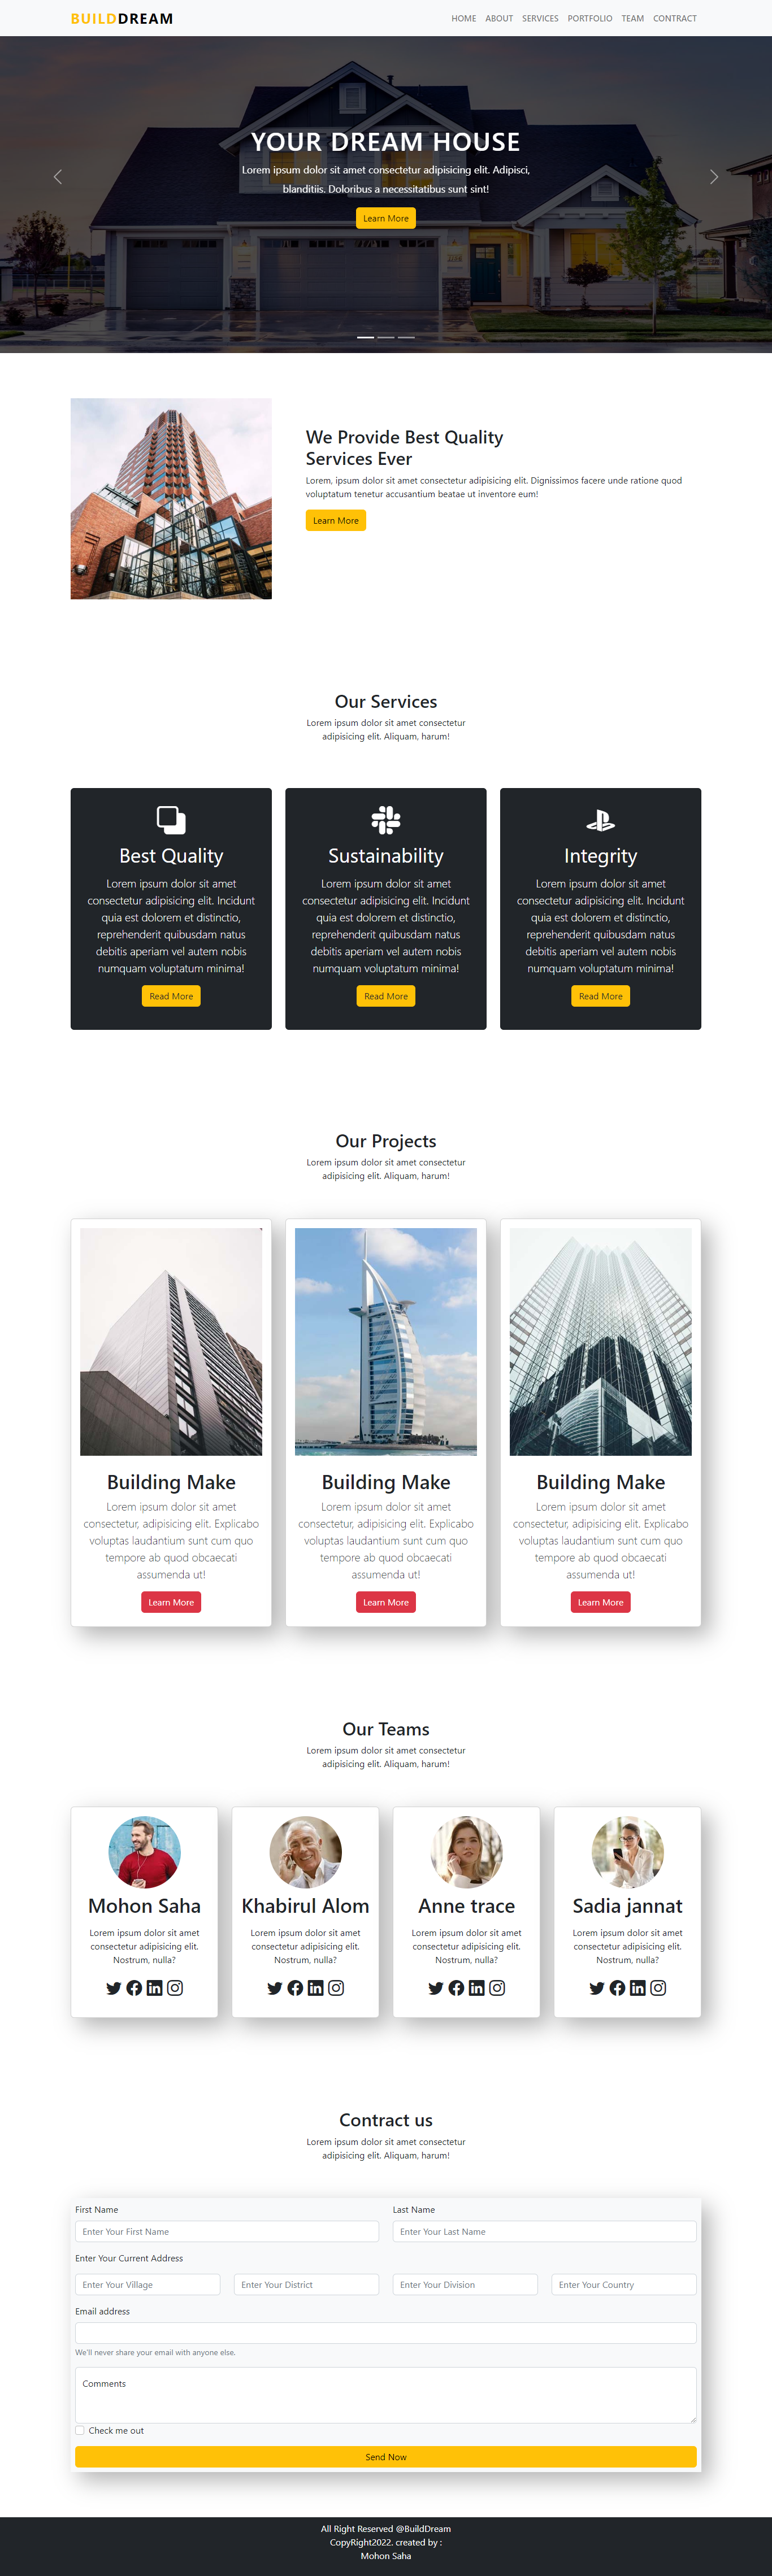 BUILDDREAM
HOME ABOUT SERVICES PORTFOLIO TEAM CONTRACT
YOUR DREAM HOUSE
Lorem ipsum dolor sit amet consectetur adipisicing elit. Adipisci,
blanditiis. Doloribus a necessitatibus sunt sint!
Learn More
We Provide Best Quality
Services Ever
Lorem, ipsum dolor sit amet consectetur adipisicing elit. Dignissimos facere unde ratione quod
voluptatum tenetur accusantium beatae ut inventore eum!
Learn More
Our Services
Lorem ipsum dolor sit amet consectetur
adipisicing elit. Aliquam, harum!
Best Quality
Lorem ipsum dolor sit amet
consectetur adipisicing elit. Incidunt
quia est dolorem et distinctio,
reprehenderit quibusdam natus
debitis aperiam vel autem nobis
numquam voluptatum minima!
Read More
Sustainability
Lorem ipsum dolor sit amet
consectetur adipisicing elit. Incidunt
quia est dolorem et distinctio,
reprehenderit quibusdam natus
debitis aperiam vel autem nobis
numquam voluptatum minima!
Read More
Integrity
Lorem ipsum dolor sit amet
consectetur adipisicing elit. Incidunt
quia est dolorem et distinctio,
reprehenderit quibusdam natus
debitis aperiam vel autem nobis
numquam voluptatum minima!
Read More
Our Projects
Lorem ipsum dolor sit amet consectetur
adipisicing elit. Aliquam, harum!
Building Make
Lorem ipsum dolor sit amet
consectetur, adipisicing elit. Explicabo
voluptas laudantium sunt cum quo
tempore ab quod obcaecati
assumenda ut!
Learn More
Building Make
Lorem ipsum dolor sit amet
consectetur, adipisicing elit. Explicabo
voluptas laudantium sunt cum quo
tempore ab quod obcaecati
assumenda ut!
Learn More
Building Make
Lorem ipsum dolor sit amet
consectetur, adipisicing elit. Explicabo
voluptas laudantium sunt cum quo
tempore ab quod obcaecati
assumenda ut!
Learn More
Our Teams
Lorem ipsum dolor sit amet consectetur
adipisicing elit. Aliquam, harum!
Mohon Saha
Lorem ipsum dolor sit amet
consectetur adipisicing elit.
Nostrum, nulla?
Khabirul Alom
Lorem ipsum dolor sit amet
consectetur adipisicing elit.
Nostrum, nulla?
Anne trace
Lorem ipsum dolor sit amet
consectetur adipisicing elit.
Nostrum, nulla?
Sadia jannat
Lorem ipsum dolor sit amet
consectetur adipisicing elit.
Nostrum, nulla?
Contract us
Lorem ipsum dolor sit amet consectetur
adipisicing elit. Aliquam, harum!
First Name
Last Name
Enter Your First Name
Enter Your Last Name
Enter Your Current Address
Enter Your Village
Enter Your District
Enter Your Division
Enter Your Country
Email address
We'll never share your email with anyone else.
Comments
Check me out
Send Now
All Right Reserved @BuildDream
CopyRight2022. created by :
Mohon Saha